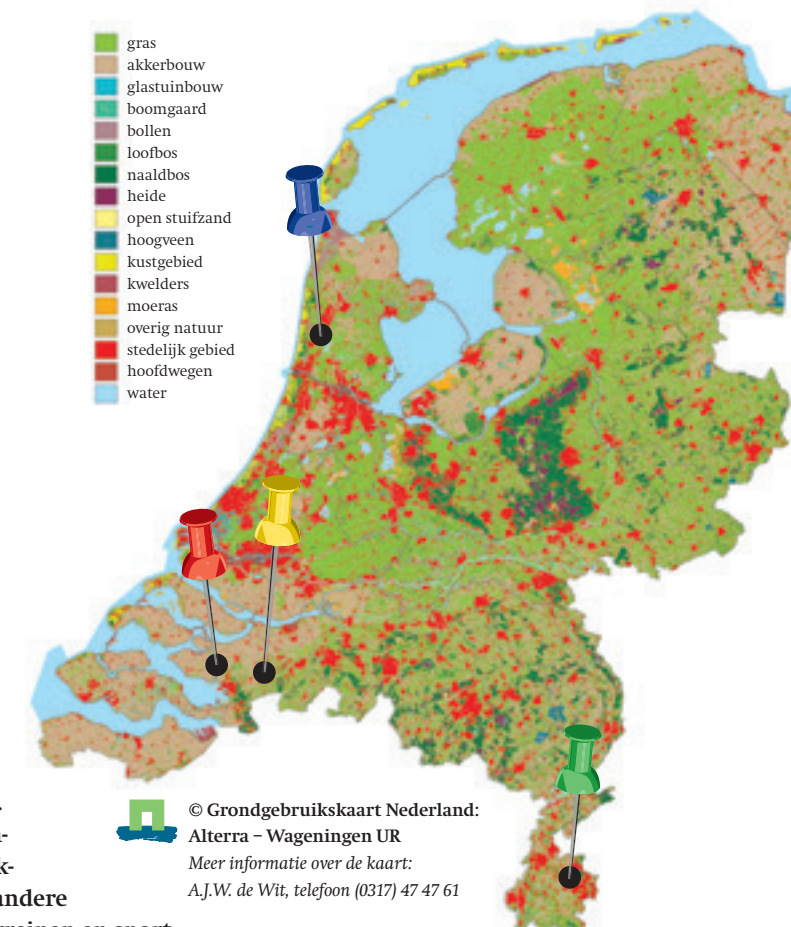 gras
akkerbouw
glastuinbouw
boomgaard
bollen
loofbos
naaldbos
heide
open stuifzand
hoogveen
kustgebied
kwelders
moeras
overig natuur
stedelijk gebied
hoofdwegen
water
© Grondgebruikskaart Nederland:
Alterra – Wageningen UR
Meer informatie over de kaart:
A.J.W. de Wit, telefoon (0317) 47 47 61
-
k-
andere